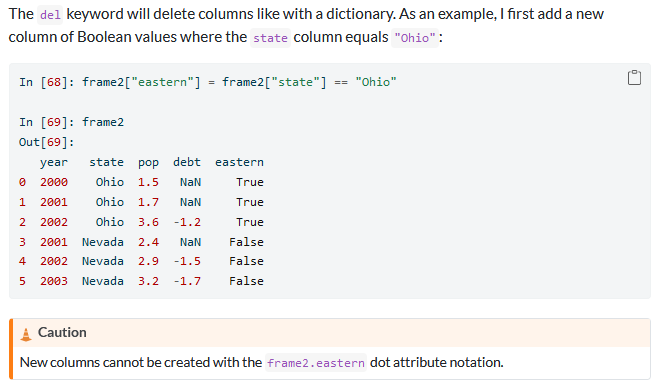 The del keyword will delete columns like with a dictionary. As an example, I first add a new
column of Boolean values where the state column equals "Ohio":
In [68]: frame2["eastern"] = frame2["state"] == "Ohio"
In [69]: frame2
Out[69]:
   year   state  pop  debt  eastern
0  2000    Ohio  1.5   NaN     True
1  2001    Ohio  1.7   NaN     True
2  2002    Ohio  3.6  -1.2     True
3  2001  Nevada  2.4   NaN    False
4  2002  Nevada  2.9  -1.5    False
5  2003  Nevada  3.2  -1.7    False
Caution
New columns cannot be created with the frame2.eastern dot attribute notation.